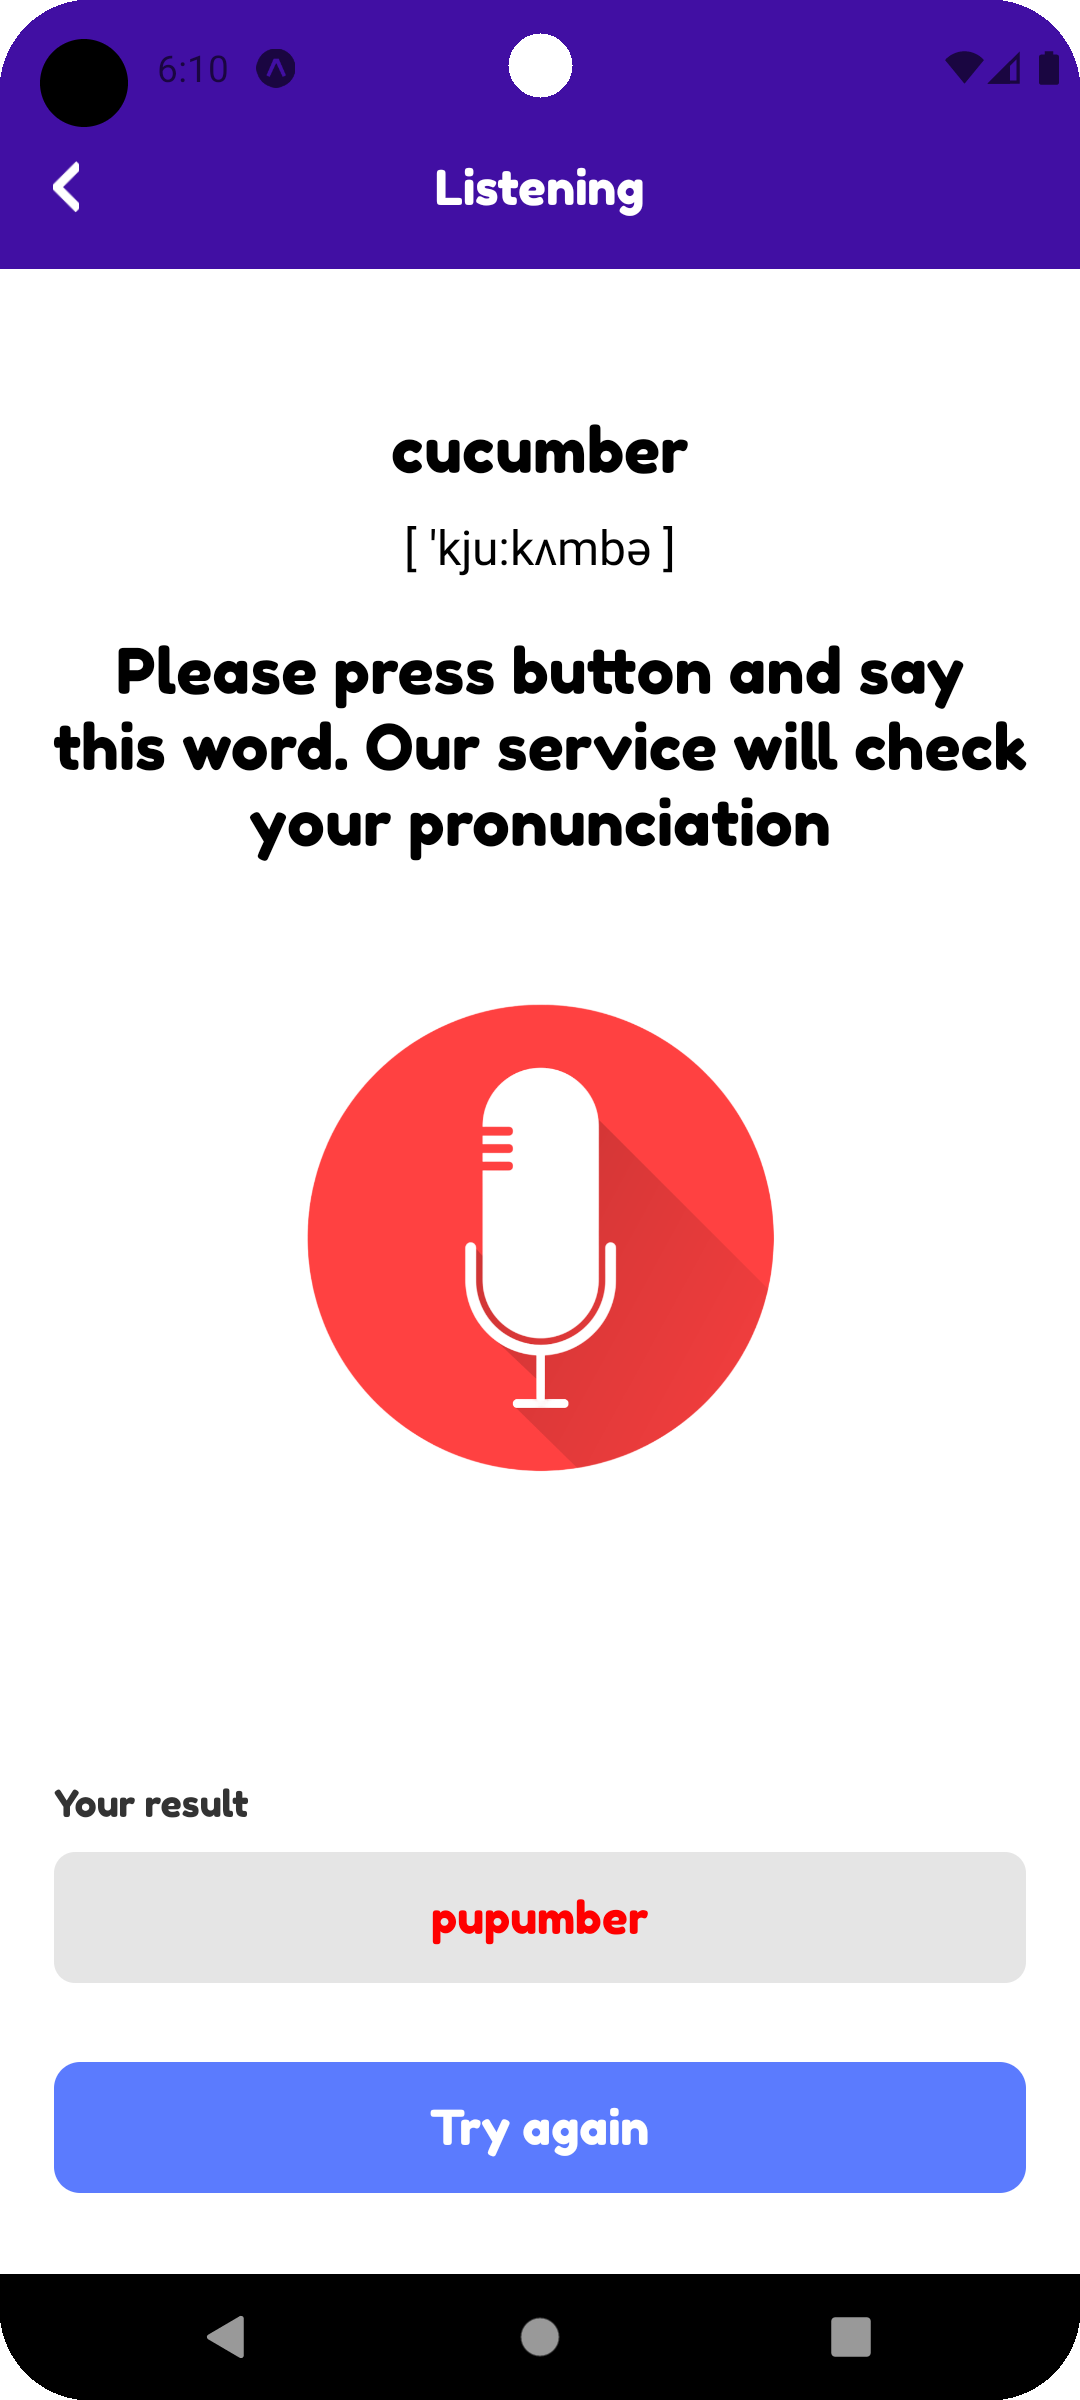 6:10
Listening
cucumber
[ 'kju:kʌmbə ]
Please press button and say
this word. Our service will check
your pronunciation
Your result
pupumber
Try again